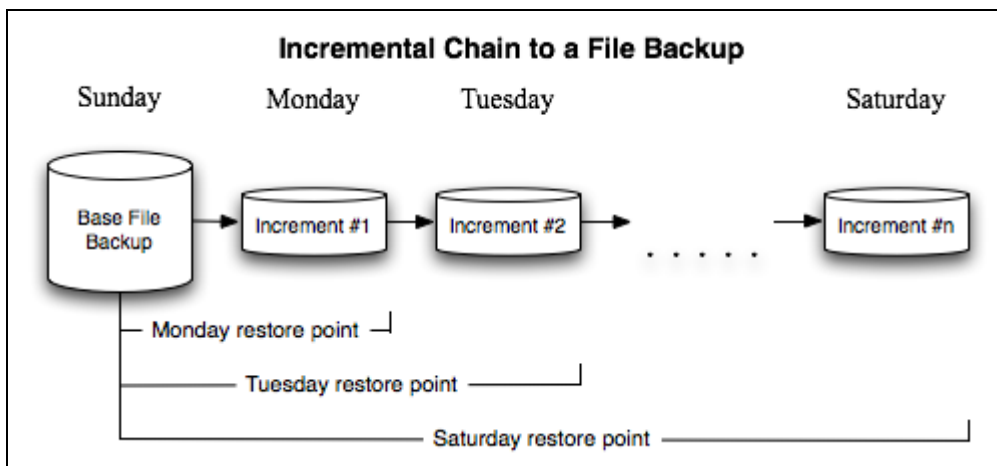 Incremental Chain to a File Backup
Sunday
Monday
Tuesday
Saturday
Base File
Backup
Increment #1
Increment #2
. . . . .
Increment #n
Monday restore point
Tuesday restore point
Saturday restore point